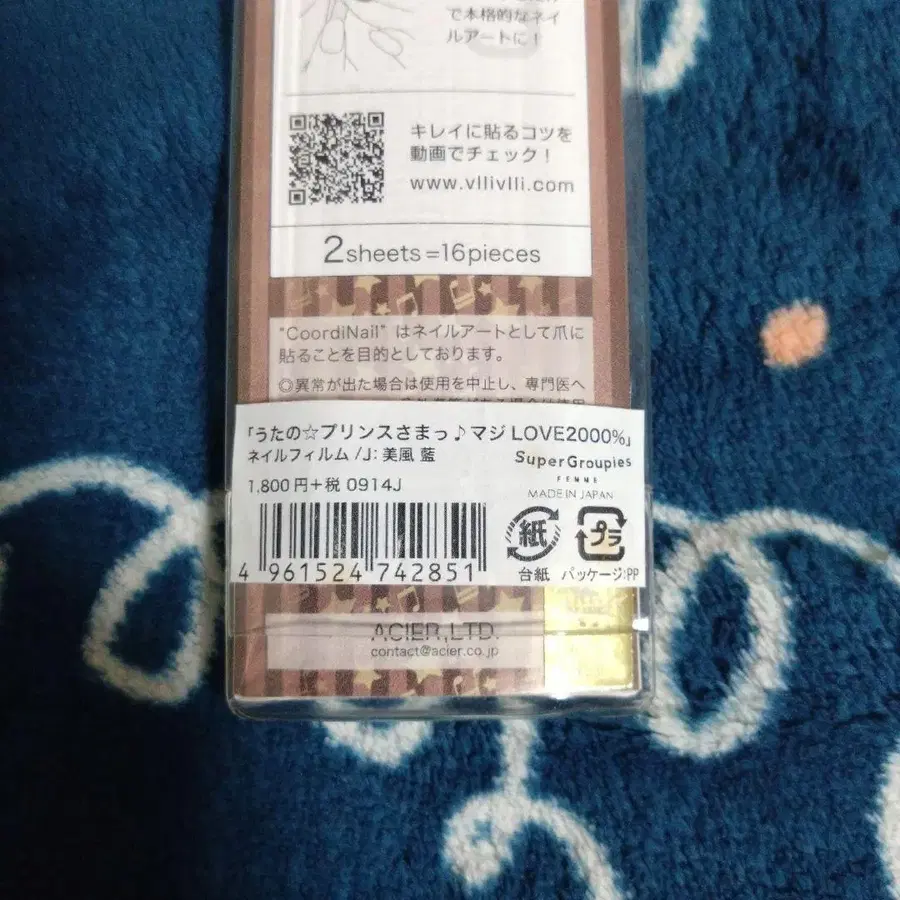 で本格的なネイ
ルアートに!
キレイに貼るコツを
動画でチェック!
www.vllivlli.com
2sheets=16pieces
"CoordiNail" はネイルアートとして爪に
貼ることを目的としております。
◎異常が出た場合は使用を中止し、専門医へ
「うたの☆プリンスさまっ♪マジLOVE2000%」
ネイルフィルム /J: 美風 藍
SuperGroupies
FEMME
1,800円+税 0914J
MADE IN JAPAN
紙
プラ
4 961524 742851
台紙 パッケージ:PP
ACIER,LTD.
contact@acier.co.jp